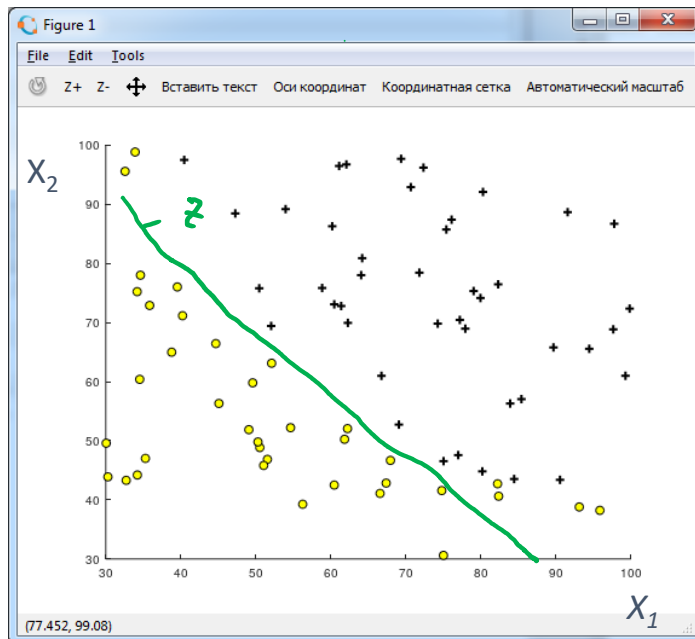 Figure 1
File Edit Tools
Z+ Z- Вставить текст Оси координат Координатная сетка Автоматический масштаб
X2
100
90
80
70
60
50
40
30
z
30 40 50 60 70 80 90 100
X1
(77.452, 99.08)